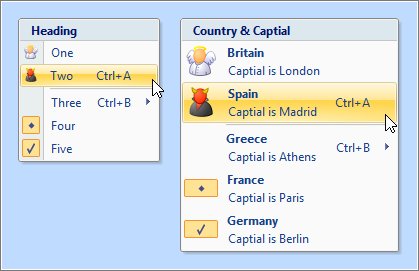 Heading
One
Two Ctrl+A
Three Ctrl+B
Four
Five
Country & Captial
Britain
Captial is London
Spain
Ctrl+A
Captial is Madrid
Greece
Ctrl+B
Captial is Athens
France
Captial is Paris
Germany
Captial is Berlin